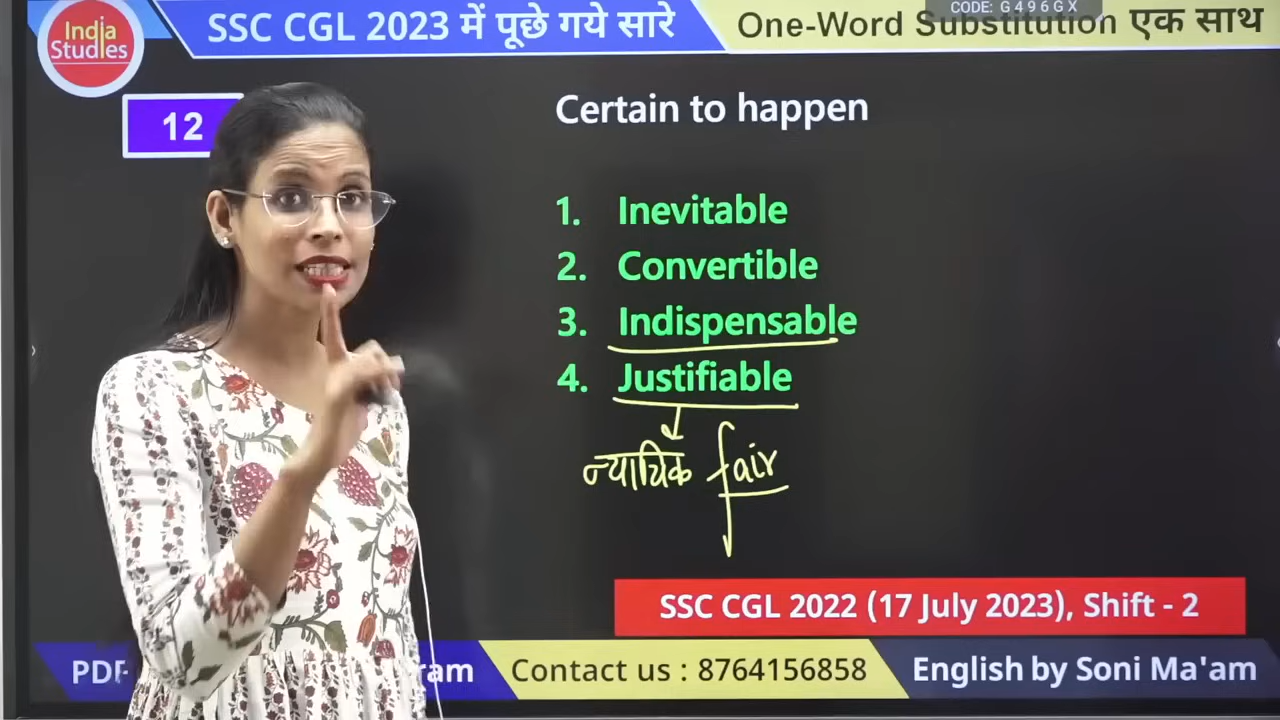 India
Studies
SSC CGL 2023 में पूछे गये सारे
One-Word Substitution एक साथ
CODE: G496GX
12
Certain to happen
1. Inevitable
2. Convertible
3. Indispensable
4. Justifiable
न्यायिक fair
SSC CGL 2022 (17 July 2023), Shift - 2
PDF
ram
Contact us : 8764156858
English by Soni Ma'am